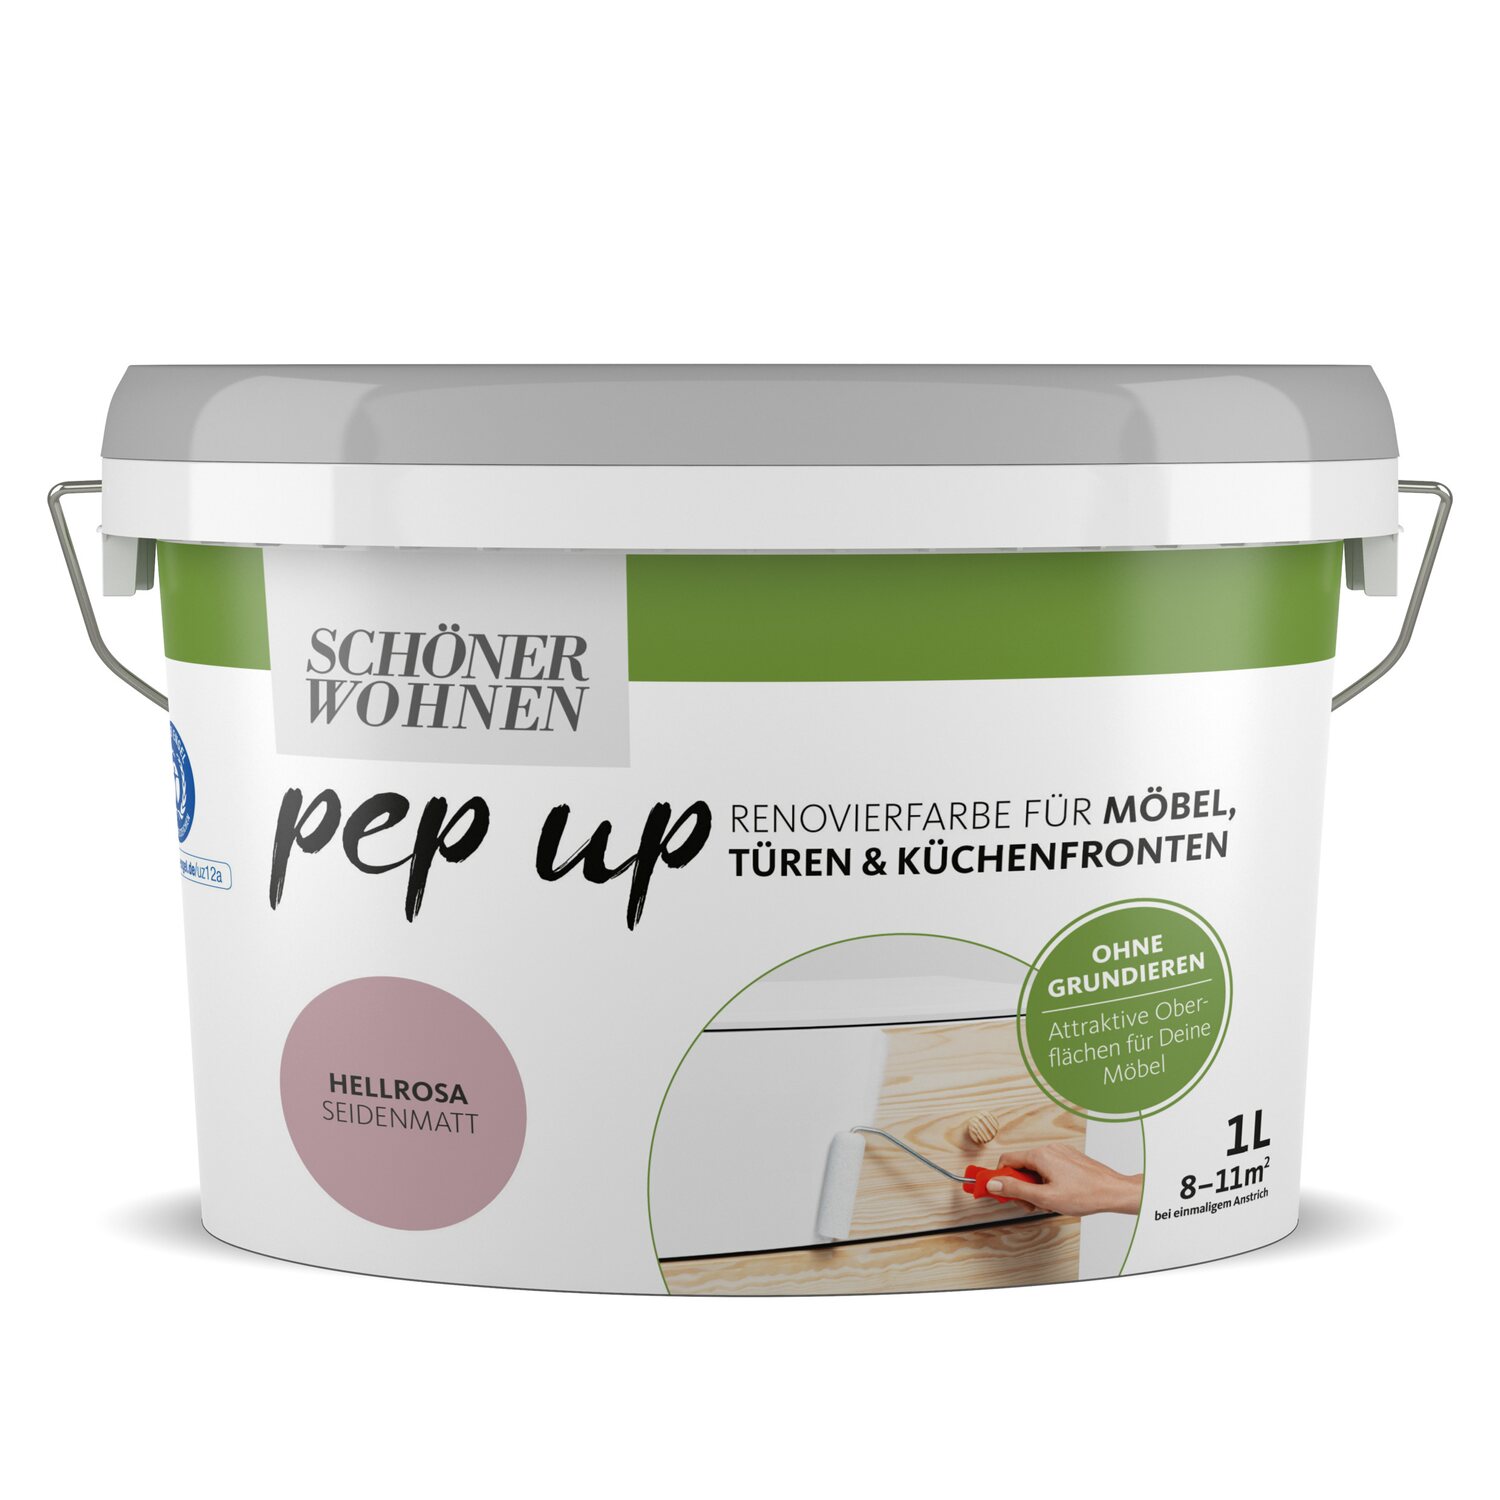 SCHÖNER
WOHNEN
pep up
RENOVIERFARBE FÜR MÖBEL,
TÜREN & KÜCHENFRONTEN
/uz12a
OHNE
GRUNDIEREN
Attraktive Ober-
flächen für Deine
Möbel
HELLROSA
SEIDENMATT
1L
8–11m²
bei einmaligem Anstrich